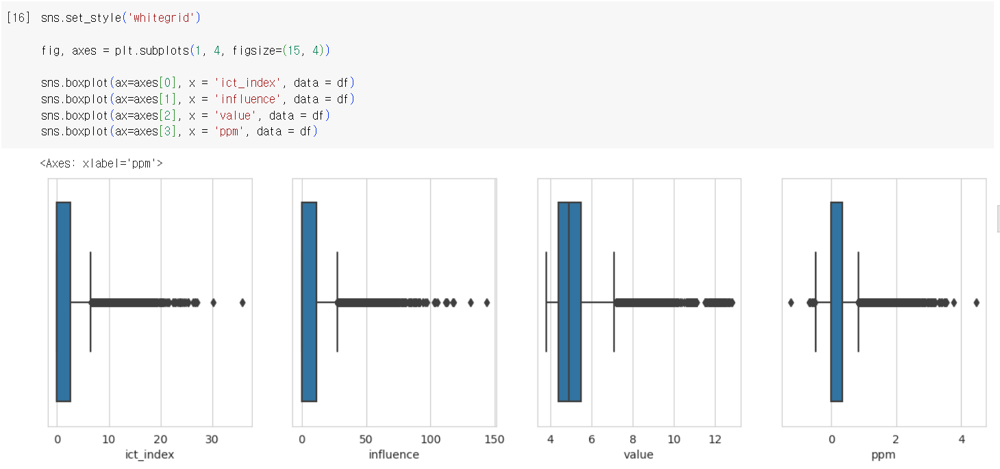 [16] sns.set_style('whitegrid')
fig, axes = plt.subplots(1, 4, figsize=(15, 4))
sns.boxplot(ax=axes[0], x = 'ict_index', data = df)
sns.boxplot(ax=axes[1], x = 'influence', data = df)
sns.boxplot(ax=axes[2], x = 'value', data = df)
sns.boxplot(ax=axes[3], x = 'ppm', data = df)
<Axes: xlabel='ppm'>
0 10 20 30
ict_index
0 50 100 150
influence
4 6 8 10 12
value
0 2 4
ppm